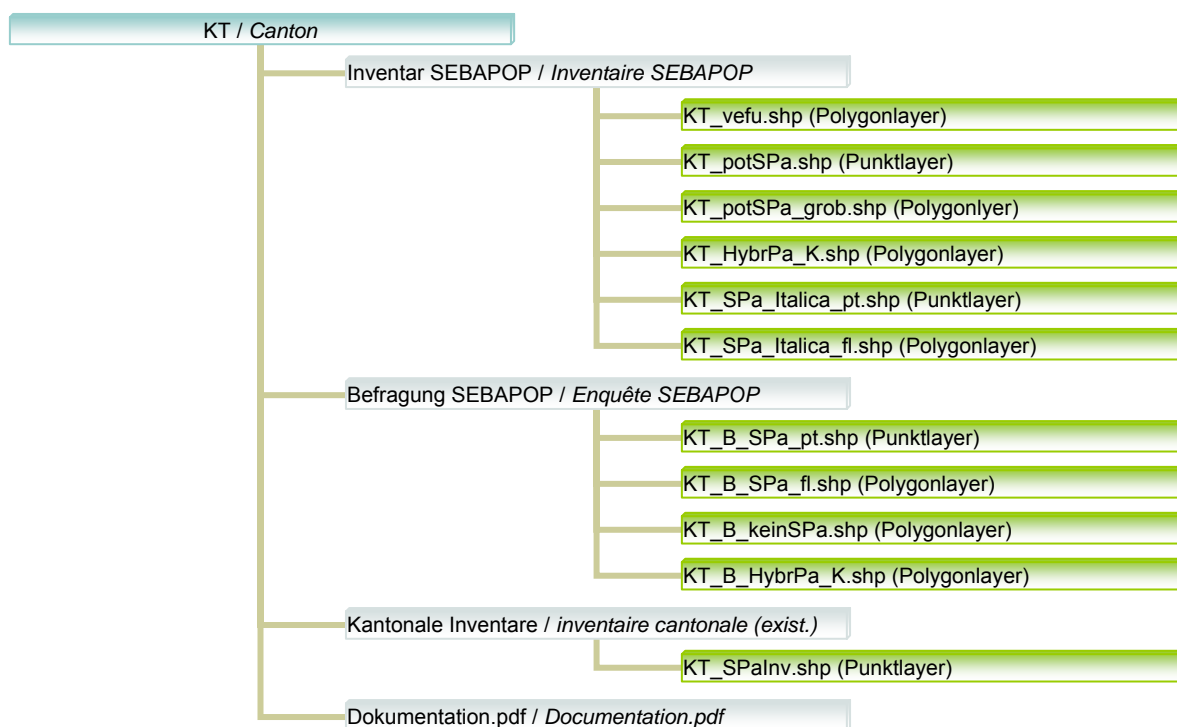 KT / Canton
Inventar SEBAPOP / Inventaire SEBAPOP
KT_vefu.shp (Polygonlayer)
KT_potSPa.shp (Punktlayer)
KT_potSPa_grob.shp (Polygonlyer)
KT_HybrPa_K.shp (Polygonlayer)
KT_SPa_Italica_pt.shp (Punktlayer)
KT_SPa_Italica_fl.shp (Polygonlayer)
Befragung SEBAPOP / Enquête SEBAPOP
KT_B_SPa_pt.shp (Punktlayer)
KT_B_SPa_fl.shp (Polygonlayer)
KT_B_keinSPa.shp (Polygonlayer)
KT_B_HybrPa_K.shp (Polygonlayer)
Kantonale Inventare / inventaire cantonale (exist.)
KT_SPaInv.shp (Punktlayer)
Dokumentation.pdf / Documentation.pdf